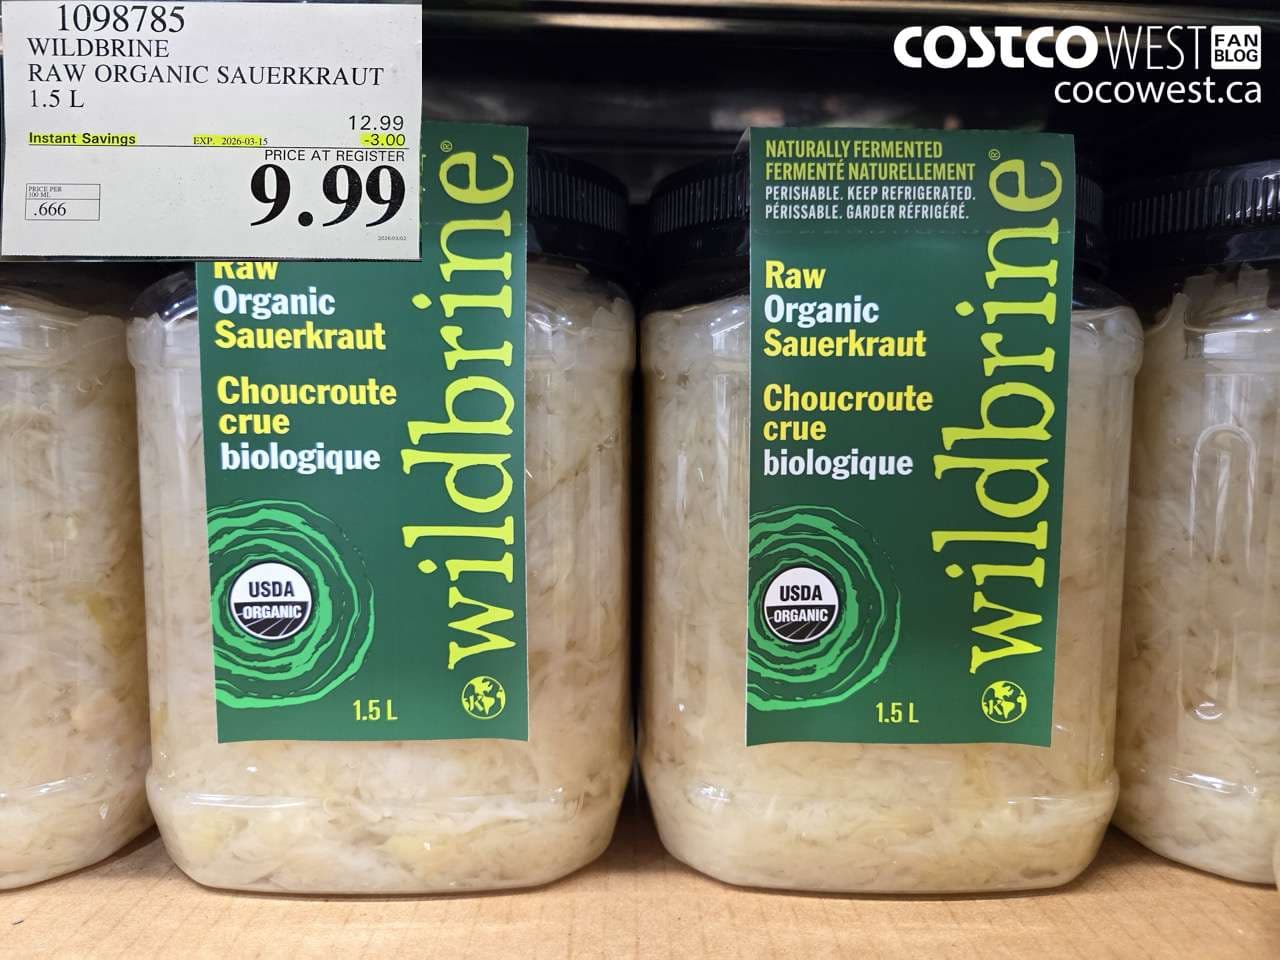 1098785
WILDBRINE
RAW ORGANIC SAUERKRAUT
1.5 L
12.99
Instant Savings EXP. 2026-03-15 -3.00
PRICE AT REGISTER
9.99
PRICE PER
100 ML
.666
2026/03/02
COSTCO WEST FAN BLOG
cocowest.ca
Raw
Organic
Sauerkraut
Choucroute
crue
biologique
wildbrine®
USDA
ORGANIC
1.5 L
K
NATURALLY FERMENTED
FERMENTÉ NATURELLEMENT
PERISHABLE. KEEP REFRIGERATED.
PÉRISSABLE. GARDER RÉFRIGÉRÉ.
Raw
Organic
Sauerkraut
Choucroute
crue
biologique
wildbrine®
USDA
ORGANIC
1.5 L
K